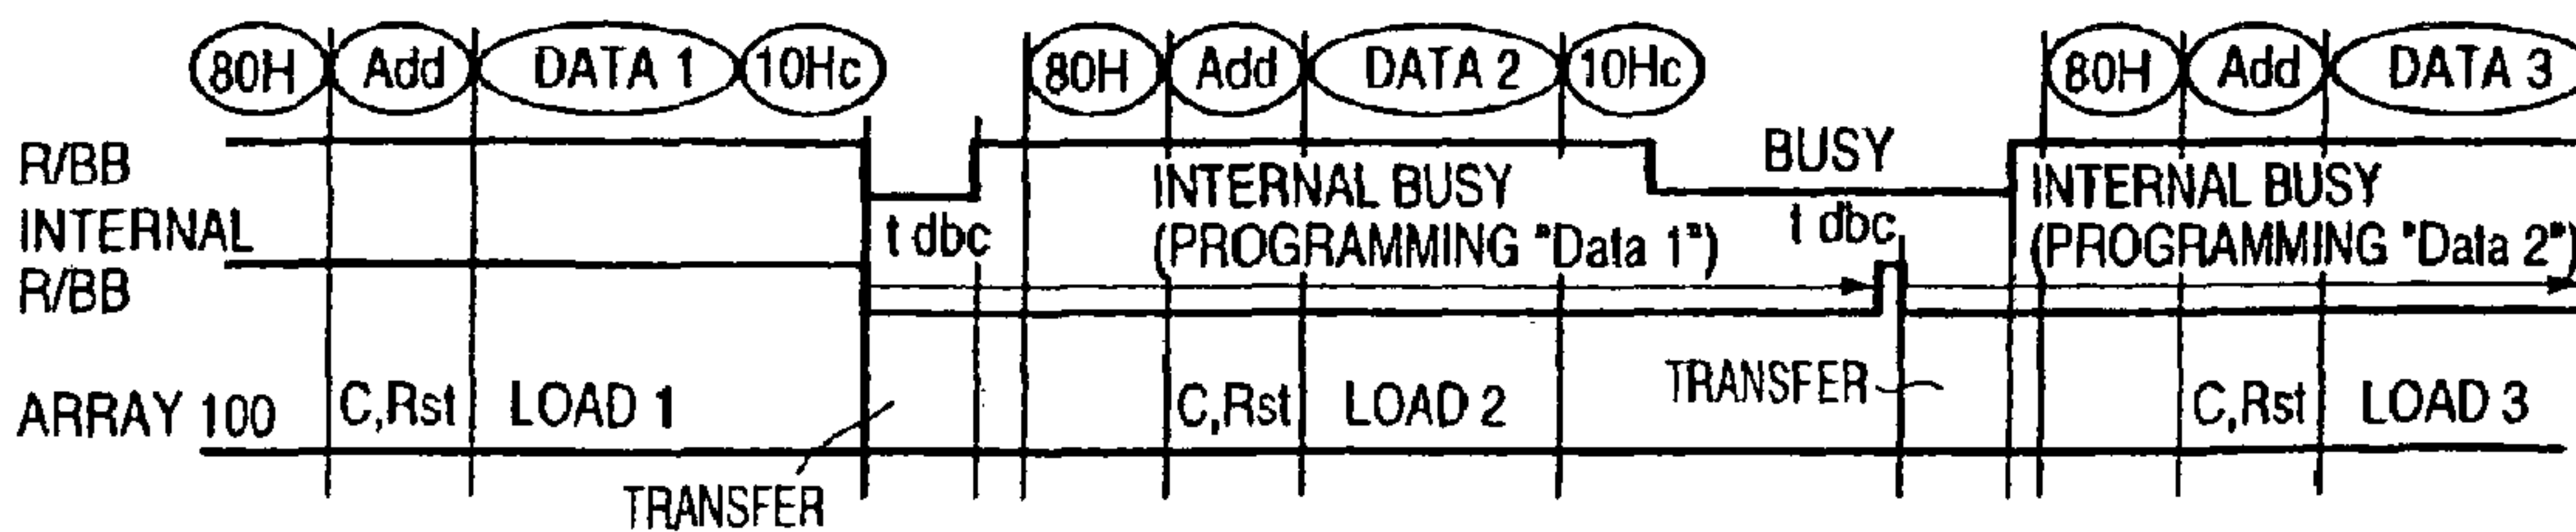 80H Add DATA 1 10Hc 80H Add DATA 2 10Hc 80H Add DATA 3
R/BB
BUSY
INTERNAL BUSY
(PROGRAMMING "Data 1")
INTERNAL BUSY
(PROGRAMMING "Data 2")
t dbc
t dbc
INTERNAL
R/BB
ARRAY 100 C,Rst LOAD 1 C,Rst LOAD 2 TRANSFER C,Rst LOAD 3
TRANSFER